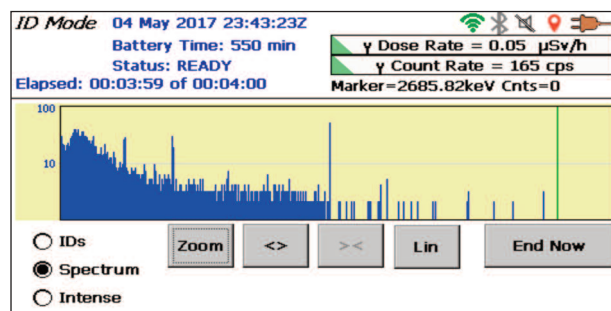 ID Mode 04 May 2017 23:43:23Z
Battery Time: 550 min
Status: READY
Elapsed: 00:03:59 of 00:04:00
γ Dose Rate = 0.05 µSv/h
γ Count Rate = 165 cps
Marker=2685.82keV Cnts=0
100
10
IDs
Spectrum
Intense
Zoom
<>
><
Lin
End Now